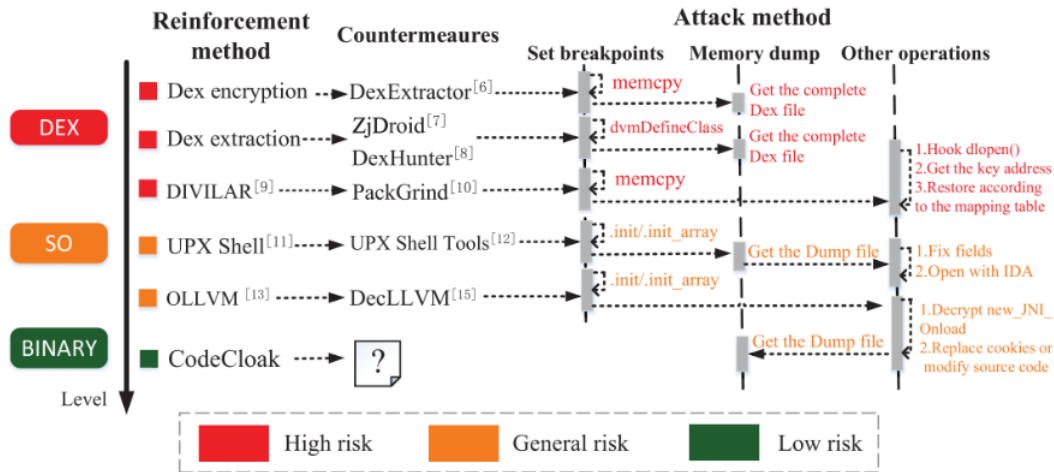 Reinforcement method
Countermeaures
Attack method
Set breakpoints
Memory dump
Other operations
DEX
Dex encryption
DexExtractor[6]
memcpy
Get the complete
Dex file
Dex extraction
ZjDroid[7]
DexHunter[8]
dvmDefineClass
Get the complete
Dex file
DIVILAR[9]
PackGrind[10]
memcpy
1.Hook dlopen()
2.Get the key address
3.Restore according
to the mapping table
SO
UPX Shell[11]
UPX Shell Tools[12]
.init/.init_array
Get the Dump file
1.Fix fields
2.Open with IDA
OLLVM [13]
DecLLVM[15]
.init/.init_array
1.Decrypt new_JNI_
Onload
2.Replace cookies or
modify source code
Get the Dump file
BINARY
CodeCloak
?
Level
High risk
General risk
Low risk